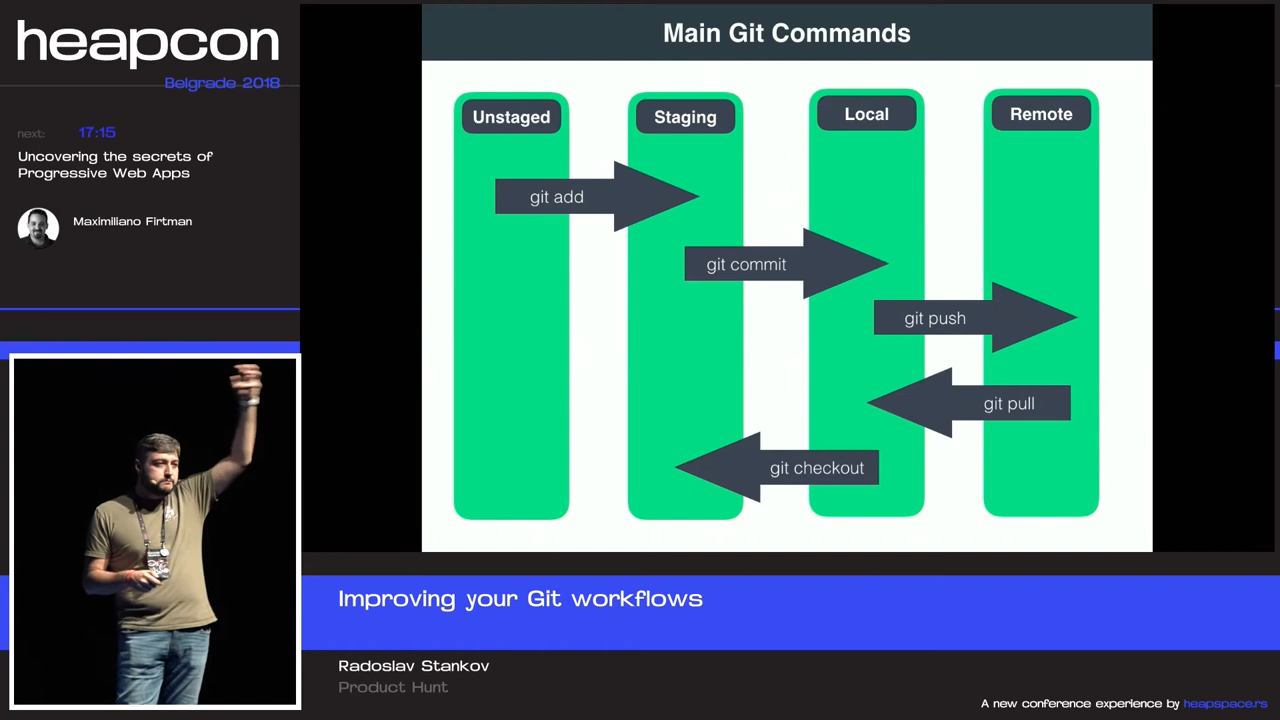 heapcon
Belgrade 2018
next: 17:15
Uncovering the secrets of
Progressive Web Apps
Maximiliano Firtman
Main Git Commands
Unstaged
Staging
Local
Remote
git add
git commit
git push
git pull
git checkout
Improving your Git workflows
Radoslav Stankov
Product Hunt
A new conference experience by heapspace.rs